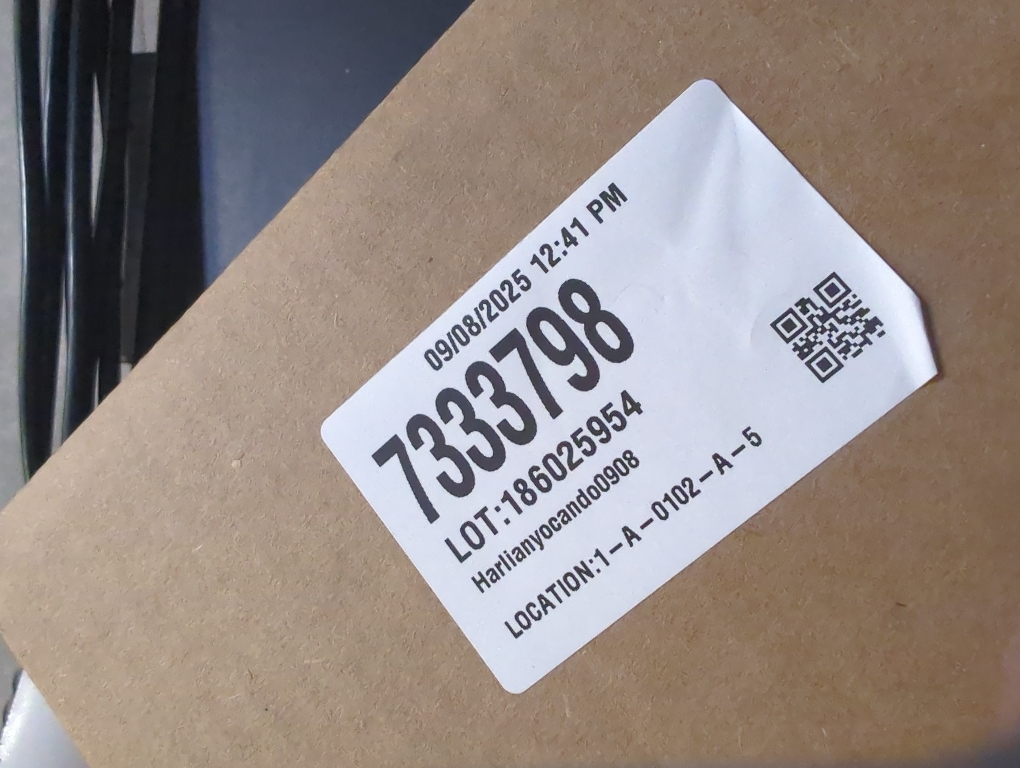 09/08/2025 12:41 PM
7333798
LOT:186025954
Harlianyocando0908
LOCATION:1-A-0102-A-5